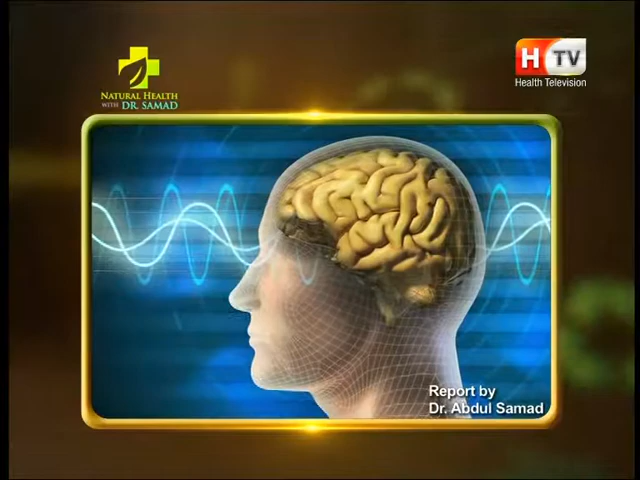 NATURAL HEALTH
WITH DR. SAMAD
H TV
Health Television
Report by
Dr. Abdul Samad